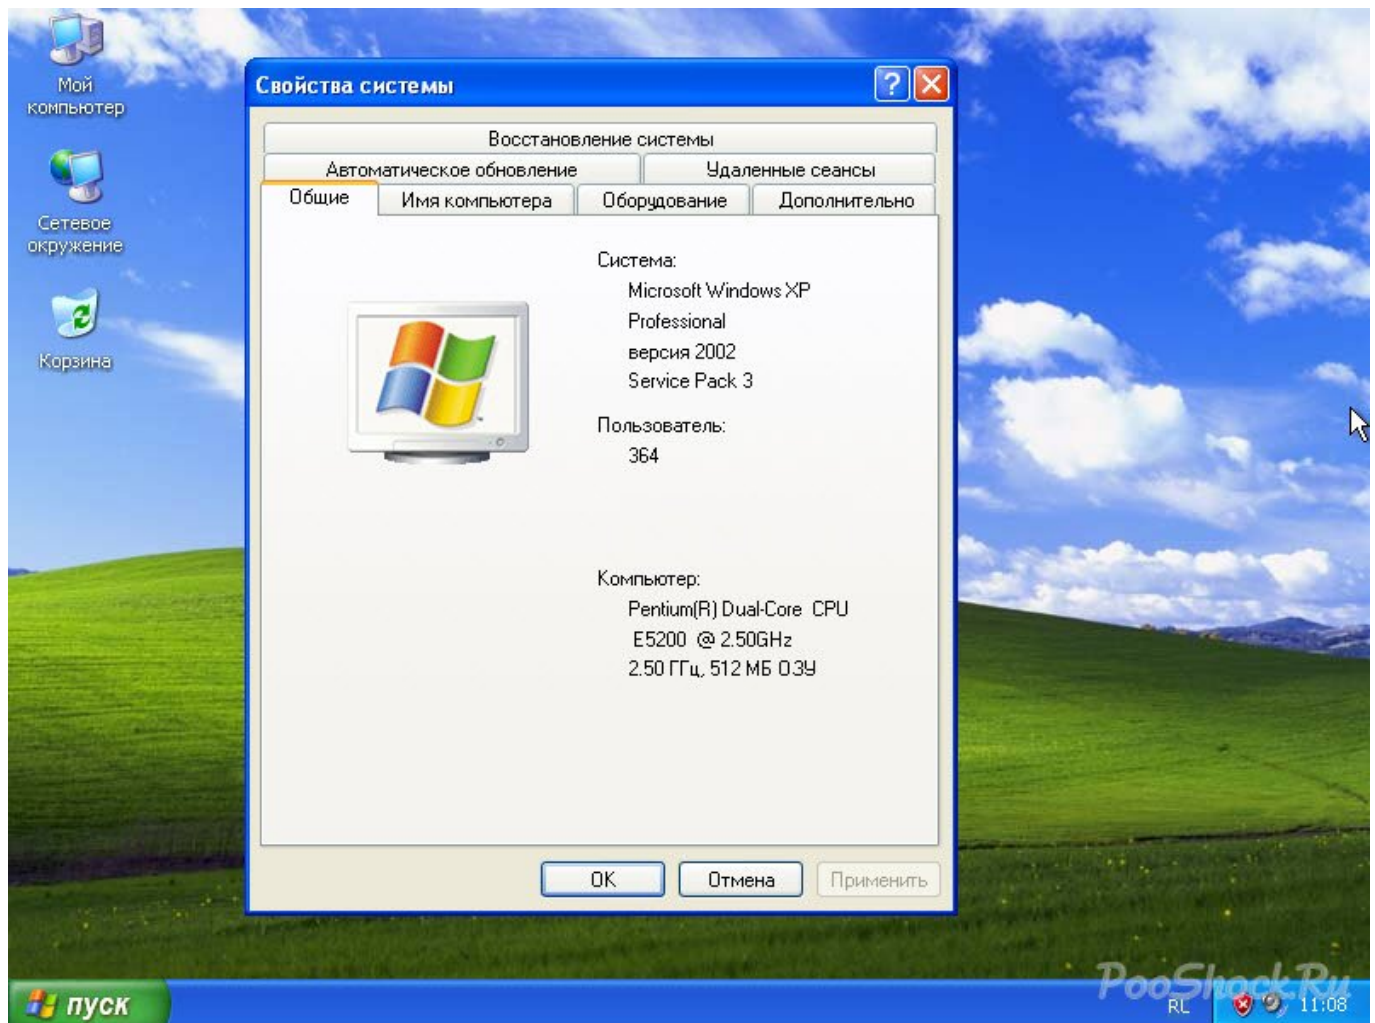 Мой
компьютер
Сетевое
окружение
Корзина
Свойства системы
Восстановление системы
Автоматическое обновление
Удаленные сеансы
Общие
Имя компьютера
Оборудование
Дополнительно
Система:
Microsoft Windows XP
Professional
версия 2002
Service Pack 3
Пользователь:
364
Компьютер:
Pentium(R) Dual-Core CPU
E5200 @ 2.50GHz
2.50 ГГц, 512 МБ ОЗУ
OK
Отмена
Применить
PooShock.Ru
пуск
RL
11:08